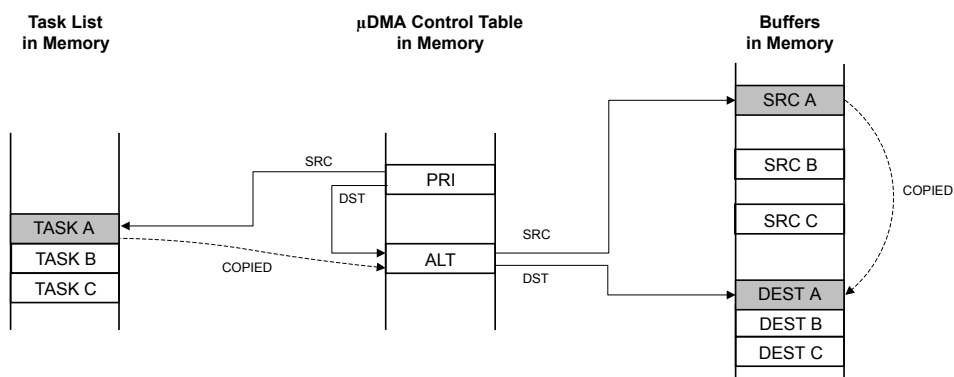 Task List
in Memory
µDMA Control Table
in Memory
Buffers
in Memory
SRC A
SRC
PRI
SRC B
DST
COPIED
TASK A
SRC C
SRC
TASK B
COPIED
ALT
DST
TASK C
DEST A
DEST B
DEST C